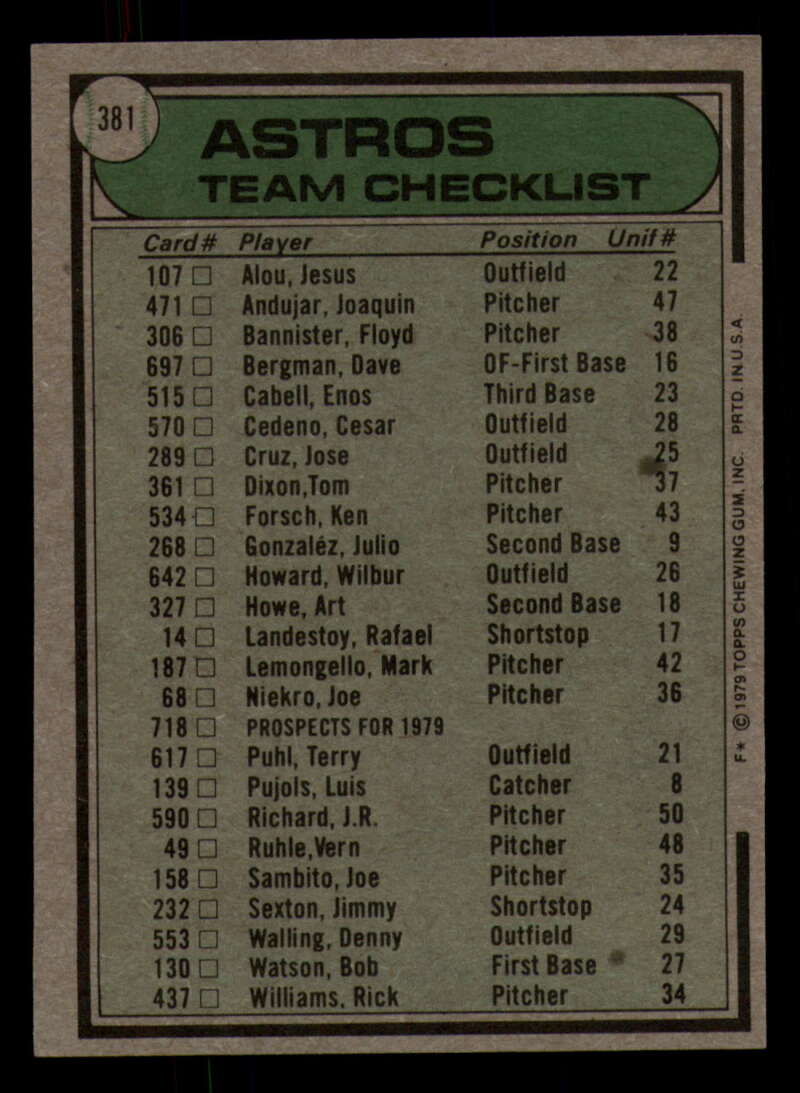 381
ASTROS
TEAM CHECKLIST
Card# Player Position Unif#
107 Alou, Jesus Outfield 22
471 Andujar, Joaquin Pitcher 47
306 Bannister, Floyd Pitcher 38
697 Bergman, Dave OF-First Base 16
515 Cabell, Enos Third Base 23
570 Cedeno, Cesar Outfield 28
289 Cruz, Jose Outfield 25
361 Dixon,Tom Pitcher 37
534 Forsch, Ken Pitcher 43
268 Gonzaléz, Julio Second Base 9
642 Howard, Wilbur Outfield 26
327 Howe, Art Second Base 18
14 Landestoy, Rafael Shortstop 17
187 Lemongello, Mark Pitcher 42
68 Niekro, Joe Pitcher 36
718 PROSPECTS FOR 1979
617 Puhl, Terry Outfield 21
139 Pujols, Luis Catcher 8
590 Richard, J.R. Pitcher 50
49 Ruhle,Vern Pitcher 48
158 Sambito, Joe Pitcher 35
232 Sexton, Jimmy Shortstop 24
553 Walling, Denny Outfield 29
130 Watson, Bob First Base 27
437 Williams. Rick Pitcher 34
F* © 1979 TOPPS CHEWING GUM, INC. PRTD. IN U.S.A.